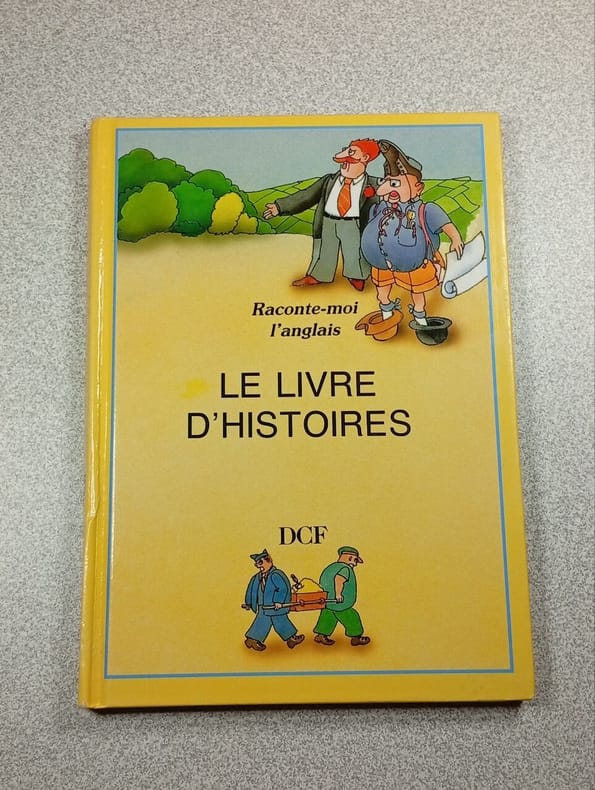 Raconte-moi
l'anglais
LE LIVRE
D'HISTOIRES
DCF